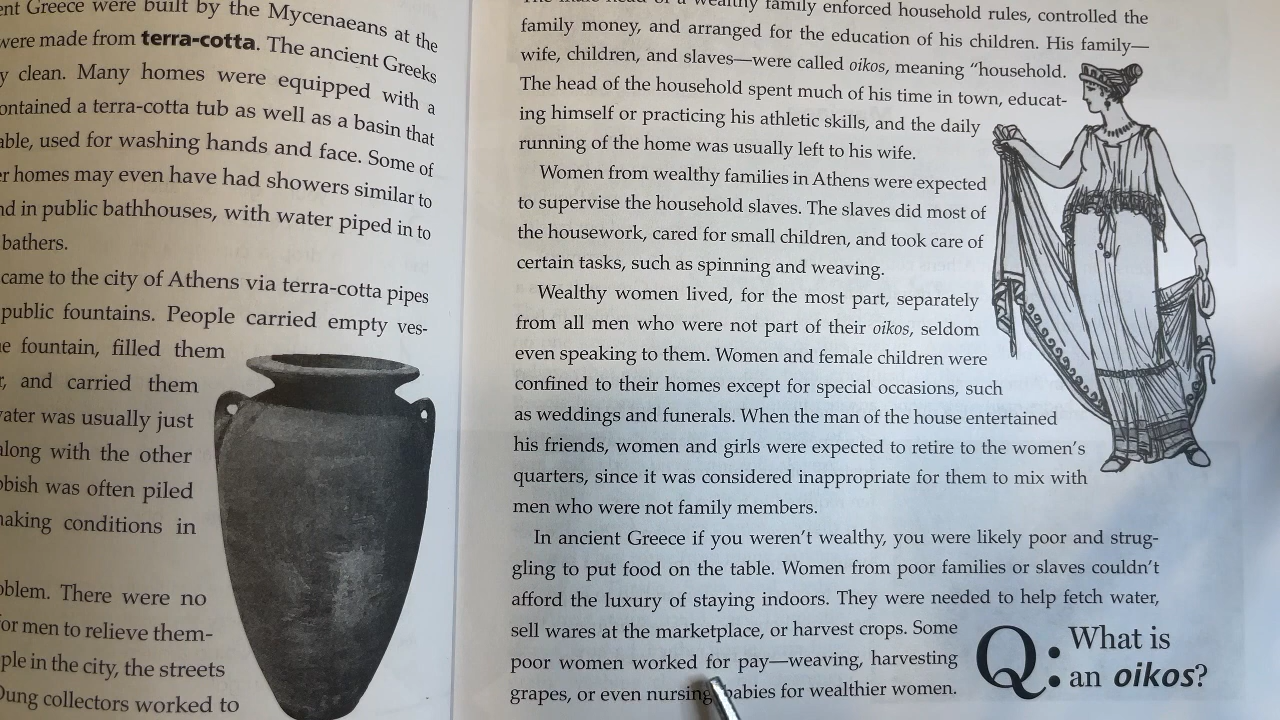 ent Greece were built by the Mycenaeans at the
were made from terra-cotta. The ancient Greeks
y clean. Many homes were equipped with a
ontained a terra-cotta tub as well as a basin that
able, used for washing hands and face. Some of
er homes may even have had showers similar to
nd in public bathhouses, with water piped in to
bathers.
came to the city of Athens via terra-cotta pipes
public fountains. People carried empty ves-
e fountain, filled them
r, and carried them
vater was usually just
along with the other
bbish was often piled
naking conditions in
oblem. There were no
for men to relieve them-
ple in the city, the streets
Dung collectors worked to
The male head of a wealthy family enforced household rules, controlled the
family money, and arranged for the education of his children. His family—
wife, children, and slaves—were called oikos, meaning “household.
The head of the household spent much of his time in town, educat-
ing himself or practicing his athletic skills, and the daily
running of the home was usually left to his wife.
Women from wealthy families in Athens were expected
to supervise the household slaves. The slaves did most of
the housework, cared for small children, and took care of
certain tasks, such as spinning and weaving.
Wealthy women lived, for the most part, separately
from all men who were not part of their oikos, seldom
even speaking to them. Women and female children were
confined to their homes except for special occasions, such
as weddings and funerals. When the man of the house entertained
his friends, women and girls were expected to retire to the women’s
quarters, since it was considered inappropriate for them to mix with
men who were not family members.
In ancient Greece if you weren’t wealthy, you were likely poor and strug-
gling to put food on the table. Women from poor families or slaves couldn’t
afford the luxury of staying indoors. They were needed to help fetch water,
sell wares at the marketplace, or harvest crops. Some
poor women worked for pay—weaving, harvesting
grapes, or even nursing babies for wealthier women.
Q: What is
an oikos?